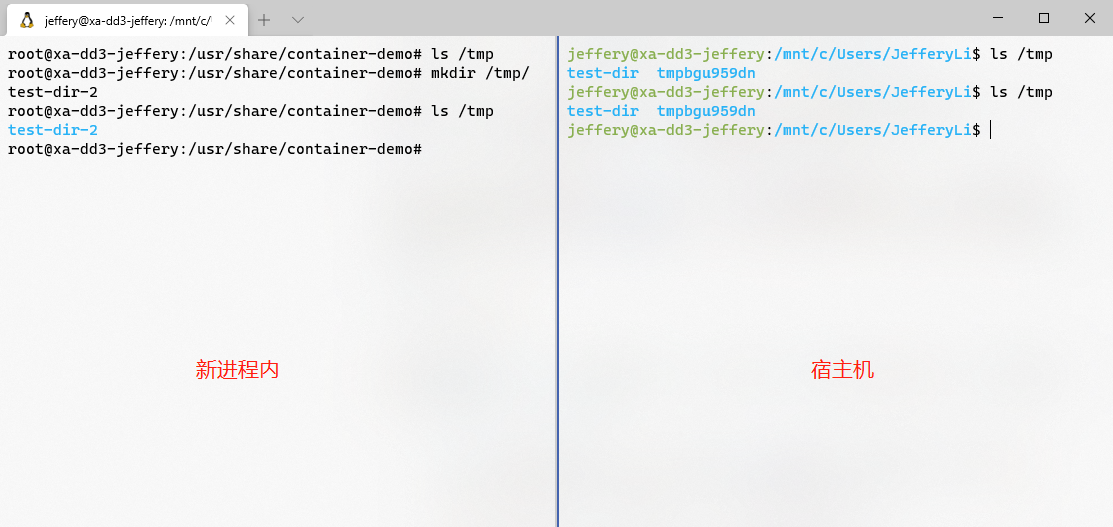 jeffery@xa-dd3-jeffery: /mnt/c/
root@xa-dd3-jeffery:/usr/share/container-demo# ls /tmp
root@xa-dd3-jeffery:/usr/share/container-demo# mkdir /tmp/
test-dir-2
root@xa-dd3-jeffery:/usr/share/container-demo# ls /tmp
test-dir-2
root@xa-dd3-jeffery:/usr/share/container-demo#
新进程内
jeffery@xa-dd3-jeffery:/mnt/c/Users/JefferyLi$ ls /tmp
test-dir  tmpbgu959dn
jeffery@xa-dd3-jeffery:/mnt/c/Users/JefferyLi$ ls /tmp
test-dir  tmpbgu959dn
jeffery@xa-dd3-jeffery:/mnt/c/Users/JefferyLi$
宿主机